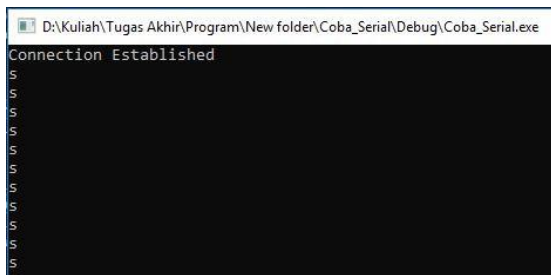 D:\Kuliah\Tugas Akhir\Program\New folder\Coba_Serial\Debug\Coba_Serial.exe
Connection Established
s
s
s
s
s
s
s
s
s
s
s